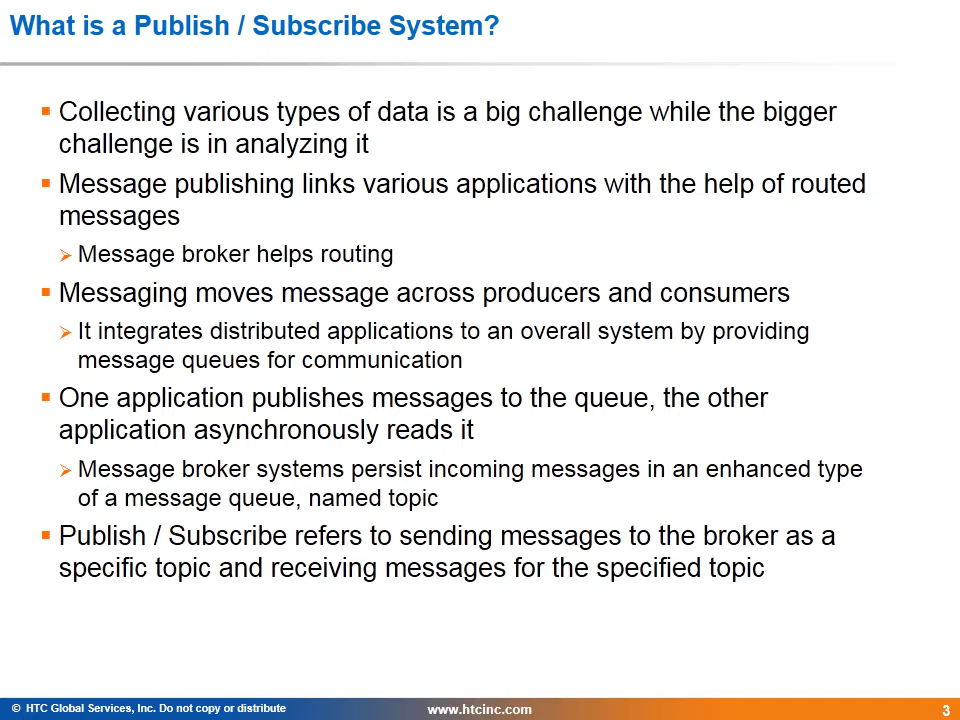 What is a Publish / Subscribe System?
Collecting various types of data is a big challenge while the bigger
challenge is in analyzing it
Message publishing links various applications with the help of routed
messages
Message broker helps routing
Messaging moves message across producers and consumers
It integrates distributed applications to an overall system by providing
message queues for communication
One application publishes messages to the queue, the other
application asynchronously reads it
Message broker systems persist incoming messages in an enhanced type
of a message queue, named topic
Publish / Subscribe refers to sending messages to the broker as a
specific topic and receiving messages for the specified topic
© HTC Global Services, Inc. Do not copy or distribute
www.htcinc.com
3